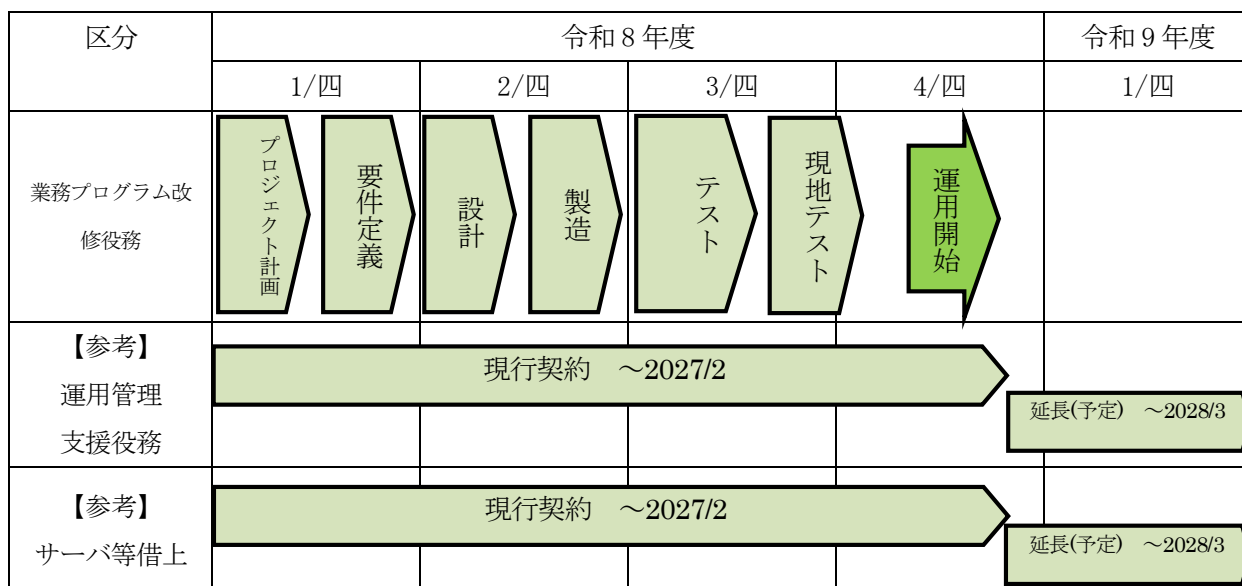 区分
令和８年度
令和９年度
1/四
2/四
3/四
4/四
1/四
業務プログラム改
修役務
プロジェクト計画
要件定義
設計
製造
テスト
現地テスト
運用開始
【参考】
運用管理
支援役務
現行契約　～2027/2
延長(予定)　～2028/3
【参考】
サーバ等借上
現行契約　～2027/2
延長(予定)　～2028/3